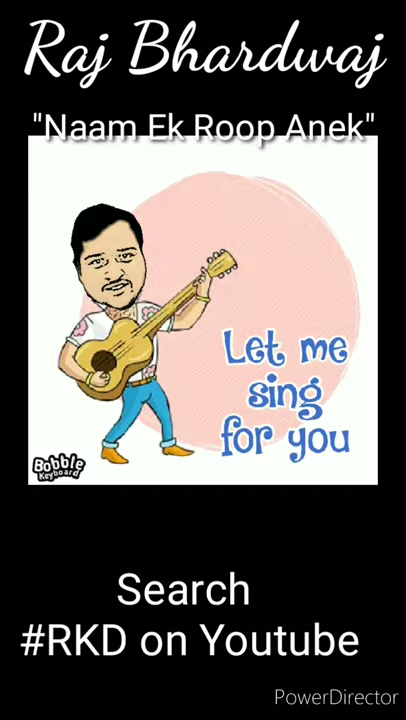 Raj Bhardwaj
"Naam Ek Roop Anek"
Let me
sing
for you
Bobble
Keyboard
Search
#RKD on Youtube
PowerDirector